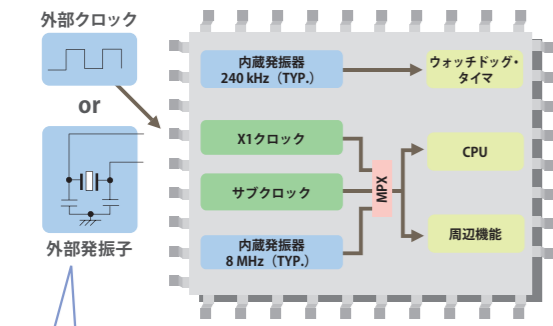 外部クロック
or
外部発振子
内蔵発振器
240 kHz（TYP.）
ウォッチドッグ・
タイマ
X1クロック
CPU
サブクロック
MPX
周辺機能
内蔵発振器
8 MHz（TYP.）